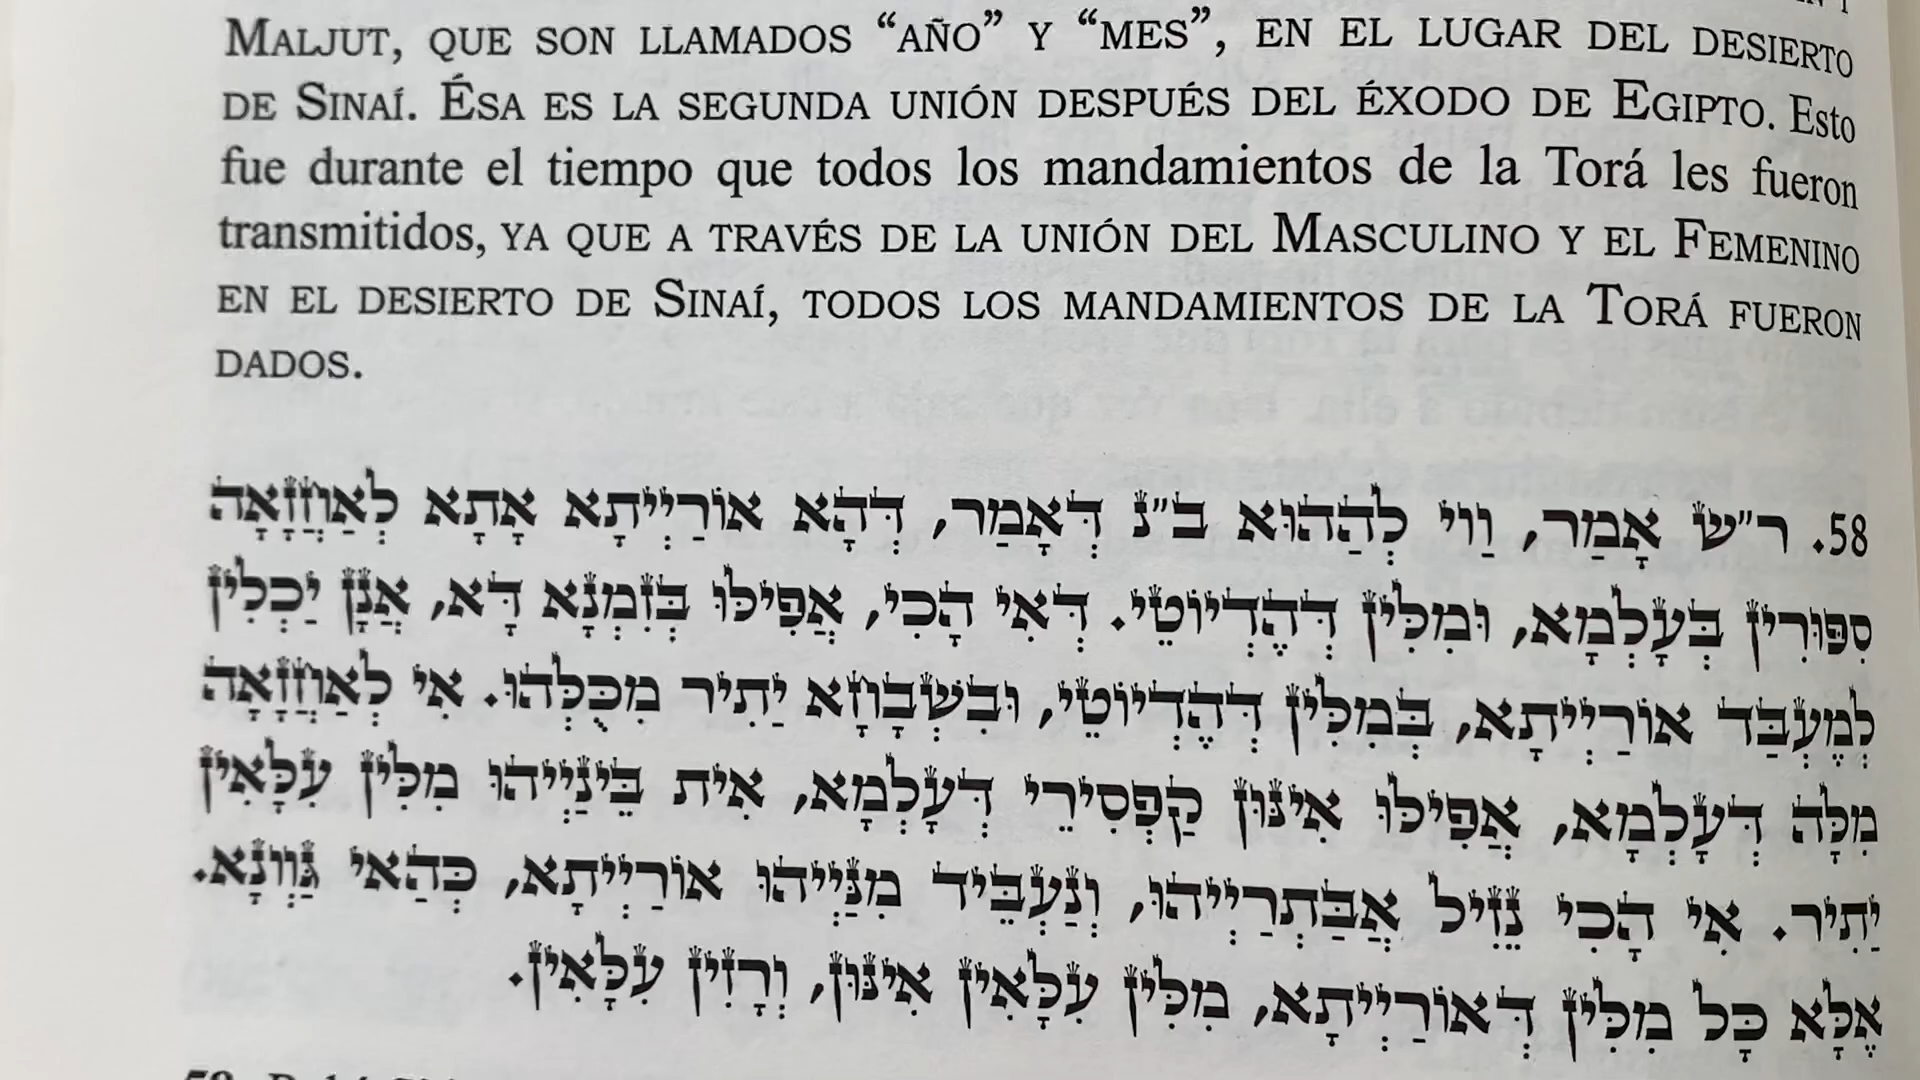 MALJUT, QUE SON LLAMADOS “AÑO” Y “MES”, EN EL LUGAR DEL DESIERTO
DE SINAÍ. ÉSA ES LA SEGUNDA UNIÓN DESPUÉS DEL ÉXODO DE EGIPTO. Esto
fue durante el tiempo que todos los mandamientos de la Torá les fueron
transmitidos, YA QUE A TRAVÉS DE LA UNIÓN DEL MASCULINO Y EL FEMENINO
EN EL DESIERTO DE SINAÍ, TODOS LOS MANDAMIENTOS DE LA TORÁ FUERON
DADOS.
58. ר״ש אָמַר, וַוי לְהַהוּא ב״נ דְּאָמַר, דְּהָא אוֹרַיְיתָא אָתָא לְאַחֲזָאָה
סִפּוּרִין בְּעָלְמָא, וּמִלִּין דְּהֶדְיוֹטֵי. דְּאִי הָכִי, אֲפִילּוּ בְּזִמְנָא דָּא, אֲנָן יַכְלִין
לְמֶעְבַּד אוֹרַיְיתָא, בְּמִלִּין דְּהֶדְיוֹטֵי, וּבִשְׁבָחָא יַתִיר מִכֻּלְּהוּ. אִי לְאַחֲזָאָה
מִלָּה דְּעָלְמָא, אֲפִילּוּ אִינּוּן קַפְסִירֵי דְּעָלְמָא, אִית בֵּינַיְיהוּ מִלִּין עִלָּאִין
יַתִיר. אִי הָכִי נֵזִיל אֲבַּתְרַיְיהוּ, וְנַעְבֵּיד מִנַּיְיהוּ אוֹרַיְיתָא, כְּהַאי גַּוְונָא.
אֶלָּא כָּל מִלִּין דְּאוֹרַיְיתָא, מִלִּין עִלָּאִין אִינּוּן, וְרָזִין עִלָּאִין.